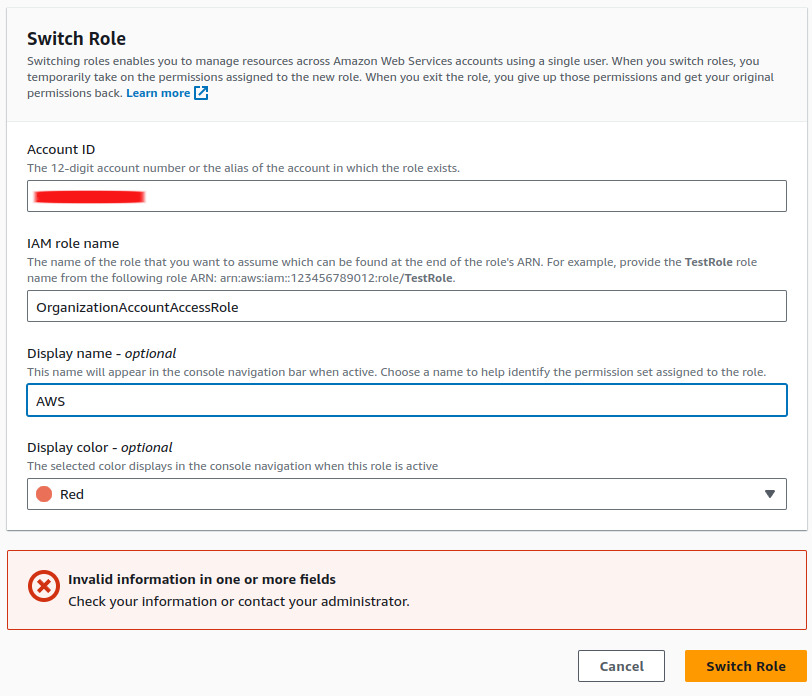 Switch Role
Switching roles enables you to manage resources across Amazon Web Services accounts using a single user. When you switch roles, you
temporarily take on the permissions assigned to the new role. When you exit the role, you give up those permissions and get your original
permissions back. Learn more
Account ID
The 12-digit account number or the alias of the account in which the role exists.
IAM role name
The name of the role that you want to assume which can be found at the end of the role's ARN. For example, provide the TestRole role
name from the following role ARN: arn:aws:iam::123456789012:role/TestRole.
OrganizationAccountAccessRole
Display name - optional
This name will appear in the console navigation bar when active. Choose a name to help identify the permission set assigned to the role.
AWS
Display color - optional
The selected color displays in the console navigation when this role is active
Red
Invalid information in one or more fields
Check your information or contact your administrator.
Cancel
Switch Role